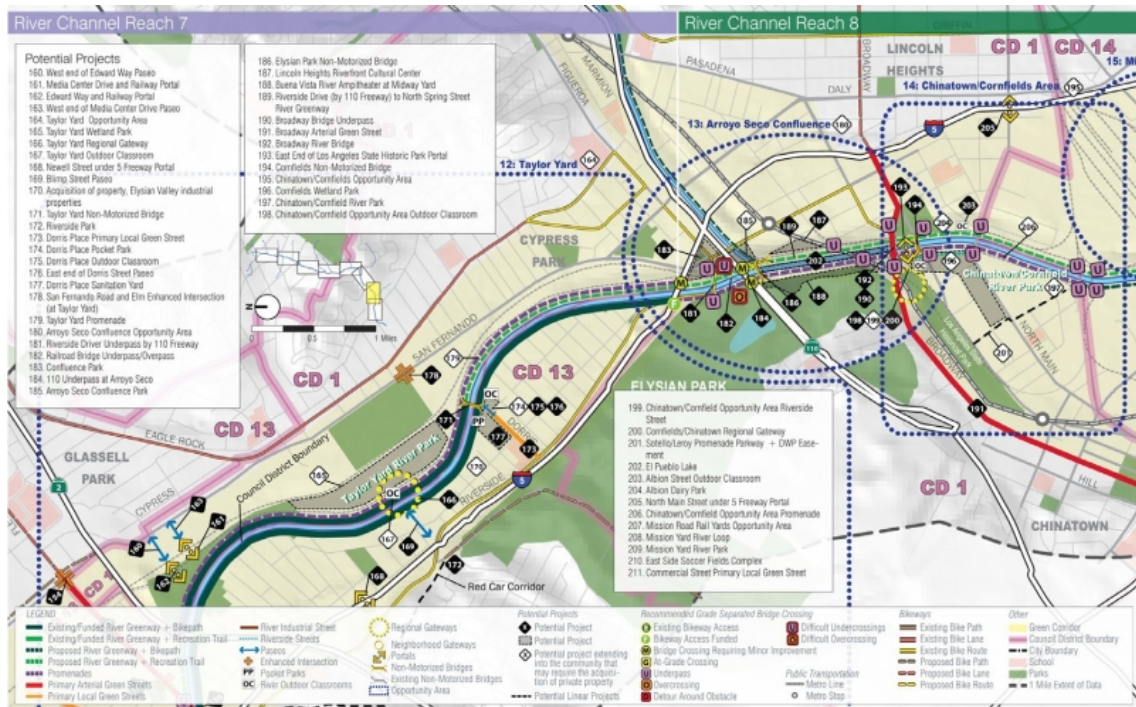 River Channel Reach 7
River Channel Reach 8
Potential Projects
160. West end of Edward Way Paseo
161. Media Center Drive and Railway Portal
162. Edward Way and Railway Portal
163. West end of Media Center Drive Paseo
164. Taylor Yard Opportunity Area
165. Taylor Yard Wetland Park
166. Taylor Yard Regional Gateway
167. Taylor Yard Outdoor Classroom
168. Newell Street under 5 Freeway Portal
169. Blimp Street Paseo
170. Acquisition of property, Elysian Valley industrial
properties
171. Taylor Yard Non-Motorized Bridge
172. Riverside Park
173. Dorris Place Primary Local Green Street
174. Dorris Place Pocket Park
175. Dorris Place Outdoor Classroom
176. East end of Dorris Street Paseo
177. Dorris Place Sanitation Yard
178. San Fernando Road and Elm Enhanced Intersection
(at Taylor Yard)
179. Taylor Yard Promenade
180. Arroyo Seco Confluence Opportunity Area
181. Riverside Driver Underpass by 110 Freeway
182. Railroad Bridge Underpass/Overpass
183. Confluence Park
184. 110 Underpass at Arroyo Seco
185. Arroyo Seco Confluence Park
186. Elysian Park Non-Motorized Bridge
187. Lincoln Heights Riverfront Cultural Center
188. Buena Vista River Ampitheater at Midway Yard
189. Riverside Drive (by 110 Freeway) to North Spring Street
River Greenway
190. Broadway Bridge Underpass
191. Broadway Arterial Green Street
192. Broadway River Bridge
193. East End of Los Angeles State Historic Park Portal
194. Cornfields Non-Motorized Bridge
195. Chinatown/Cornfields Opportunity Area
196. Cornfields Wetland Park
197. Chinatown/Cornfield River Park
198. Chinatown/Cornfield Opportunity Area Outdoor Classroom
199. Chinatown/Cornfield Opportunity Area Riverside
Street
200. Cornfields/Chinatown Regional Gateway
201. Sotello/Leroy Promenade Parkway + DWP Ease-
ment
202. El Pueblo Lake
203. Albion Street Outdoor Classroom
204. Albion Dairy Park
205. North Main Street under 5 Freeway Portal
206. Chinatown/Cornfield Opportunity Area Promenade
207. Mission Road Rail Yards Opportunity Area
208. Mission Yard River Loop
209. Mission Yard River Park
210. East Side Soccer Fields Complex
211. Commercial Street Primary Local Green Street
0
1 Miles
FIGUEROA
MARMION
PASADENA
BROADWAY
GRIFFIN
LINCOLN
HEIGHTS
DALY
CD 1
CD 14
15: Mi
14: Chinatown/Cornfields Area
13: Arroyo Seco Confluence
12: Taylor Yard
CYPRESS
PARK
SAN FERNANDO
CD 1
CD 13
CD 13
EAGLE ROCK
GLASSELL
PARK
CYPRESS
Council District Boundary
Taylor Yard River Park
RIVERSIDE
Red Car Corridor
ELYSIAN PARK
Chinatown/Cornfield
River Park
NORTH MAIN
BROADWAY
HILL
CD 1
CHINATOWN
LEGEND
Existing/Funded River Greenway + Bikepath
Existing/Funded River Greenway + Recreation Trail
Proposed River Greenway + Bikepath
Proposed River Greenway + Recreation Trail
Promenades
Primary Arterial Green Streets
Primary Local Green Streets
River Industrial Street
Riverside Streets
Paseos
Enhanced Intersection
PP Pocket Parks
OC River Outdoor Classrooms
Regional Gateways
Neighborhood Gateways
Portals
Non-Motorized Bridges
Existing Non-Motorized Bridges
Opportunity Area
Potential Projects
Potential Project
Potential Project
Potential project extending
into the community that
may require the acquisi-
tion of private property
Potential Linear Projects
Recommended Grade Separated Bridge Crossing
Existing Bikeway Access
Bikeway Access Funded
Bridge Crossing Requiring Minor Improvement
At-Grade Crossing
Underpass
Overcrossing
Detour Around Obstacle
Difficult Undercrossings
Difficult Overcrossing
Public Transportation
Metro Line
Metro Stop
Bikeways
Existing Bike Path
Existing Bike Lane
Existing Bike Route
Proposed Bike Path
Proposed Bike Lane
Proposed Bike Route
Other
Green Corridor
Council District Boundary
City Boundary
School
Parks
1 Mile Extent of Data